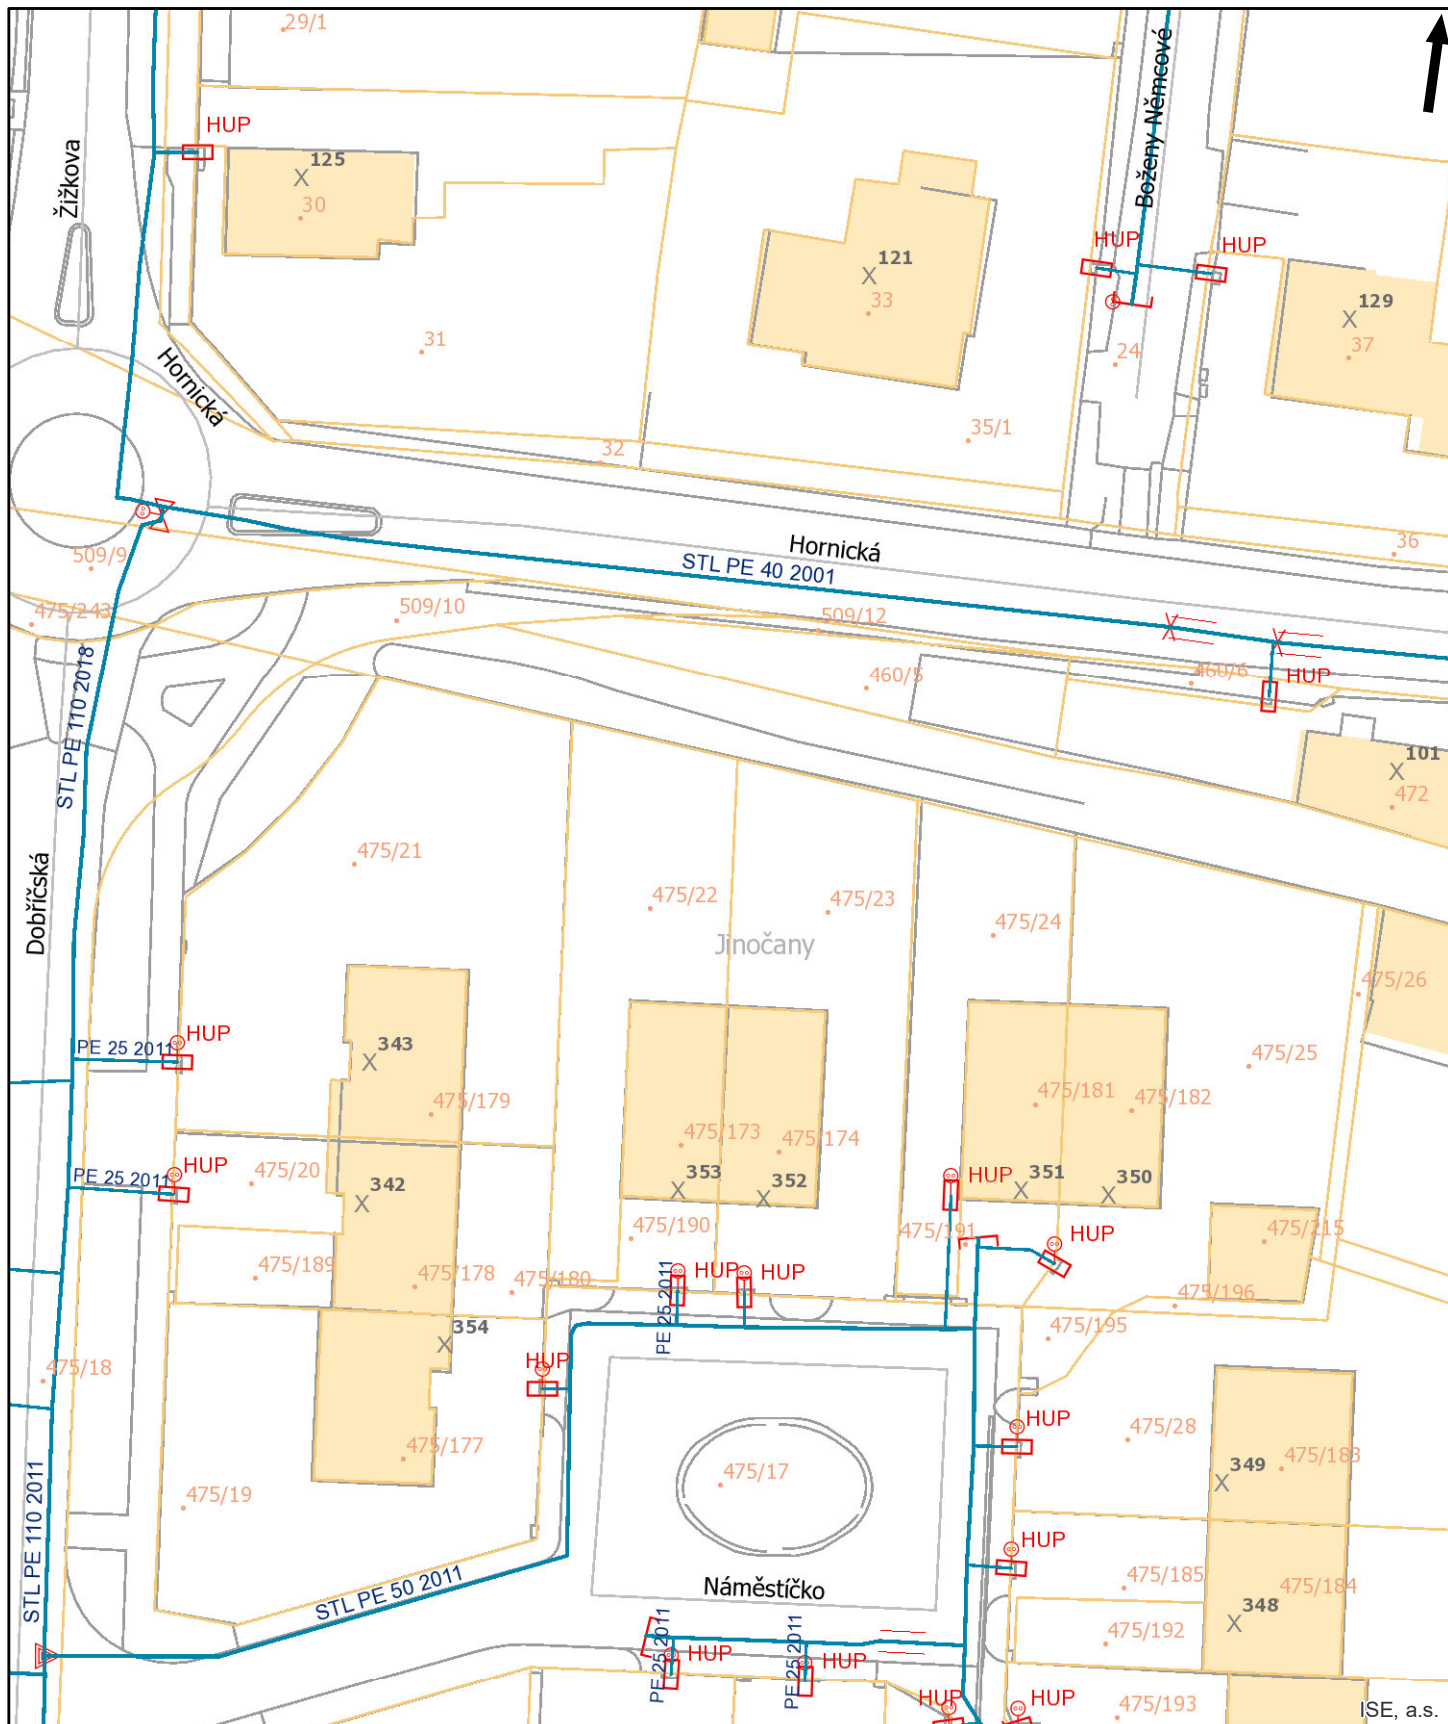 29/1
HUP
125
30
Žižkova
Boženy Němcové
121
33
HUP
HUP
129
37
24
31
Hornická
35/1
32
36
509/9
Hornická
STL PE 40 2001
475/243
509/10
509/12
460/5
460/6
HUP
STL PE 110 2018
101
472
Dobříčská
475/21
475/22
475/23
475/24
Jinočany
475/26
HUP
PE 25 2011
343
475/25
475/179
475/181
475/182
475/173
475/174
HUP
PE 25 2011
475/20
342
353
352
HUP
351
350
475/190
475/191
HUP
475/215
475/189
475/178
475/180
PE 25 2011
HUP
HUP
475/196
475/195
354
HUP
475/18
HUP
475/28
475/177
475/17
349
475/183
475/19
HUP
STL PE 110 2011
STL PE 50 2011
Náměstíčko
475/185
475/184
348
475/192
PE 25 2011
HUP
PE 25 2011
HUP
HUP
HUP
475/193
ISE, a.s.